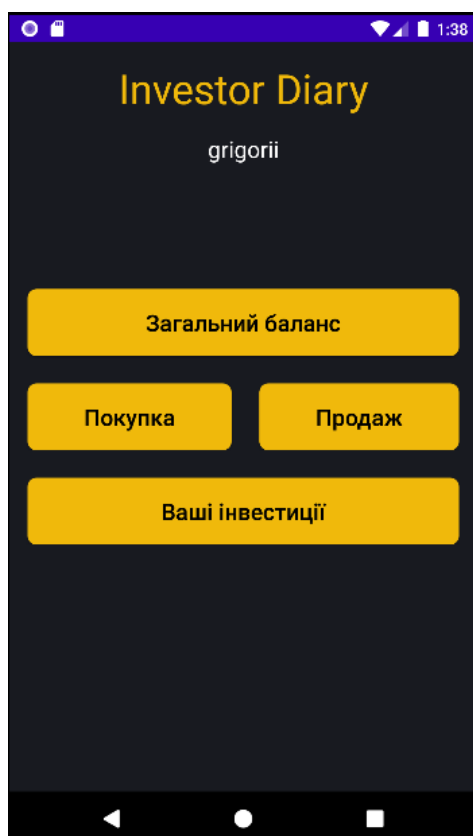 1:38
Investor Diary
grigorii
Загальний баланс
Покупка Продаж
Ваші інвестиції